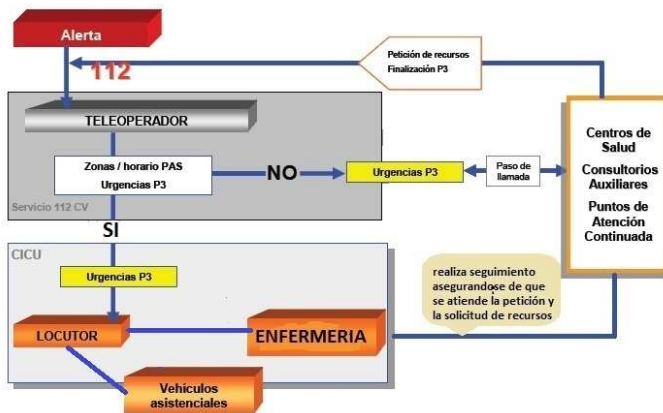 Alerta
112
Petición de recursos
Finalización P3
TELEOPERADOR
Zonas / horario PAS
Urgencias P3
NO
Urgencias P3
Paso de
llamada
Centros de
Salud
Consultorios
Auxiliares
Puntos de
Atención
Continuada
Servicio 112 CV
SI
CICU
Urgencias P3
realiza seguimiento
asegurandose de que
se atiende la petición y
la solicitud de recursos
LOCUTOR
ENFERMERIA
Vehículos
asistenciales